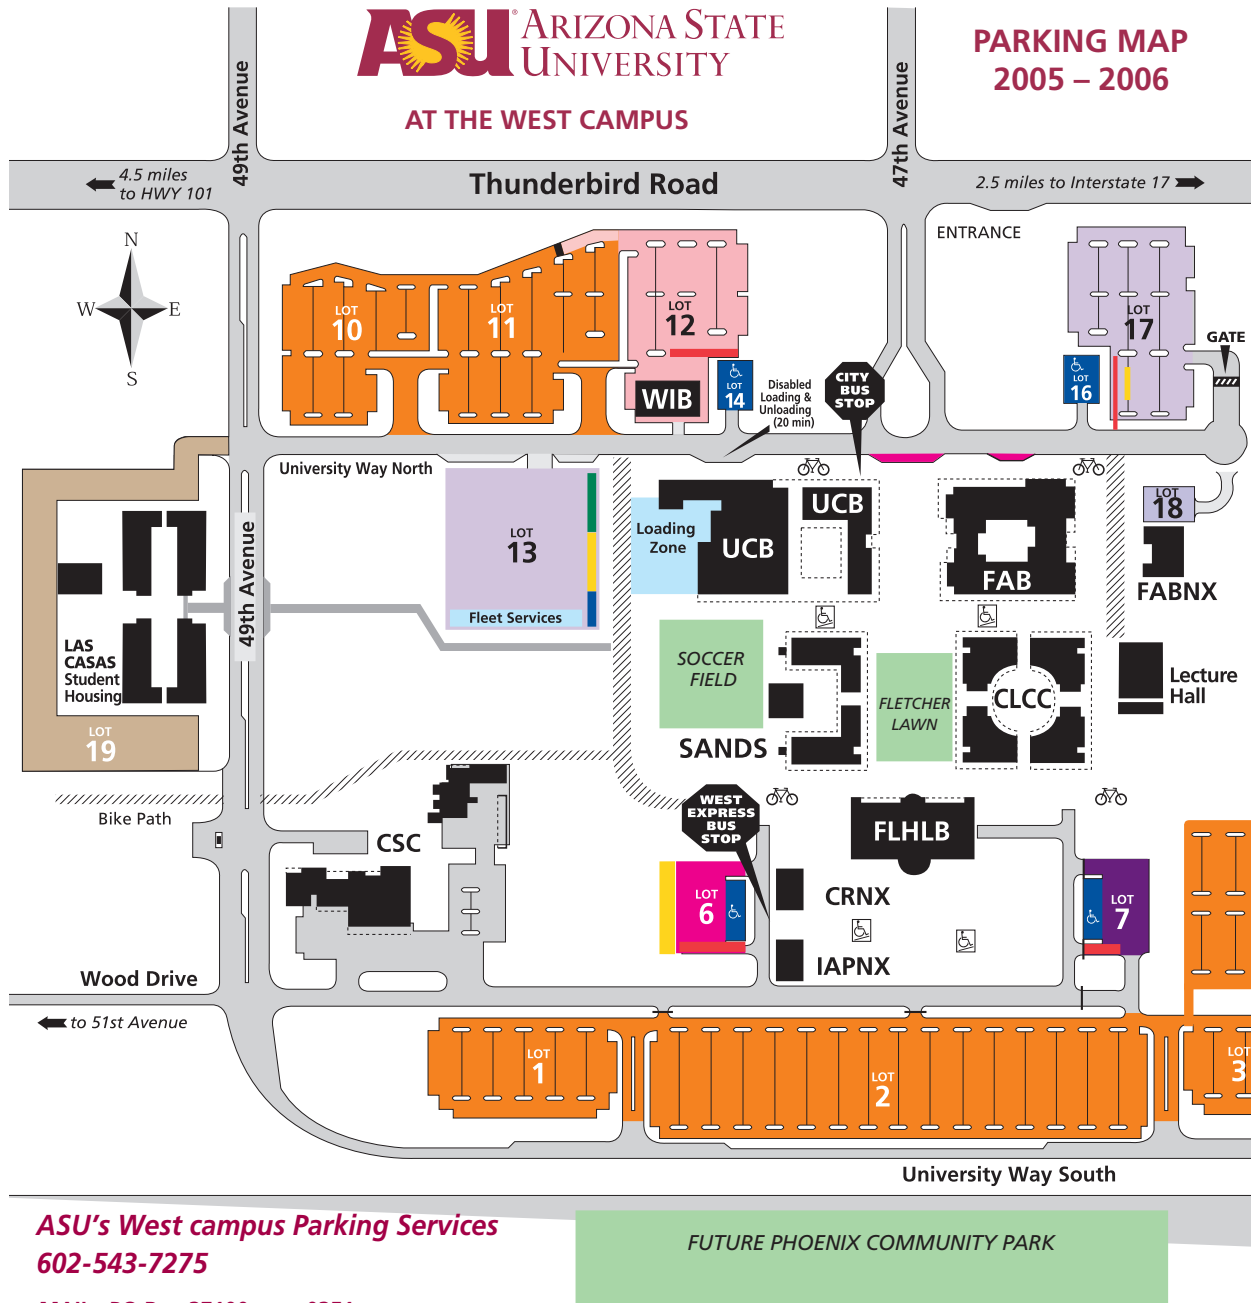 ASU ARIZONA STATE
UNIVERSITY
AT THE WEST CAMPUS
PARKING MAP
2005 – 2006
49th Avenue
47th Avenue
4.5 miles
to HWY 101
Thunderbird Road
2.5 miles to Interstate 17
ENTRANCE
N
W E
S
LOT
10
LOT
11
LOT
12
LOT
17
GATE
WIB
LOT
14
Disabled
Loading &
Unloading
(20 min)
CITY
BUS
STOP
LOT
16
University Way North
LOT
13
Fleet Services
Loading
Zone
UCB
UCB
FAB
LOT
18
FABNX
49th Avenue
LAS
CASAS
Student
Housing
LOT
19
SOCCER
FIELD
SANDS
FLETCHER
LAWN
CLCC
Lecture
Hall
Bike Path
CSC
WEST
EXPRESS
BUS
STOP
FLHLB
LOT
6
CRNX
IAPNX
LOT
7
Wood Drive
to 51st Avenue
LOT
1
LOT
2
LOT
3
University Way South
ASU's West campus Parking Services
602-543-7275
FUTURE PHOENIX COMMUNITY PARK